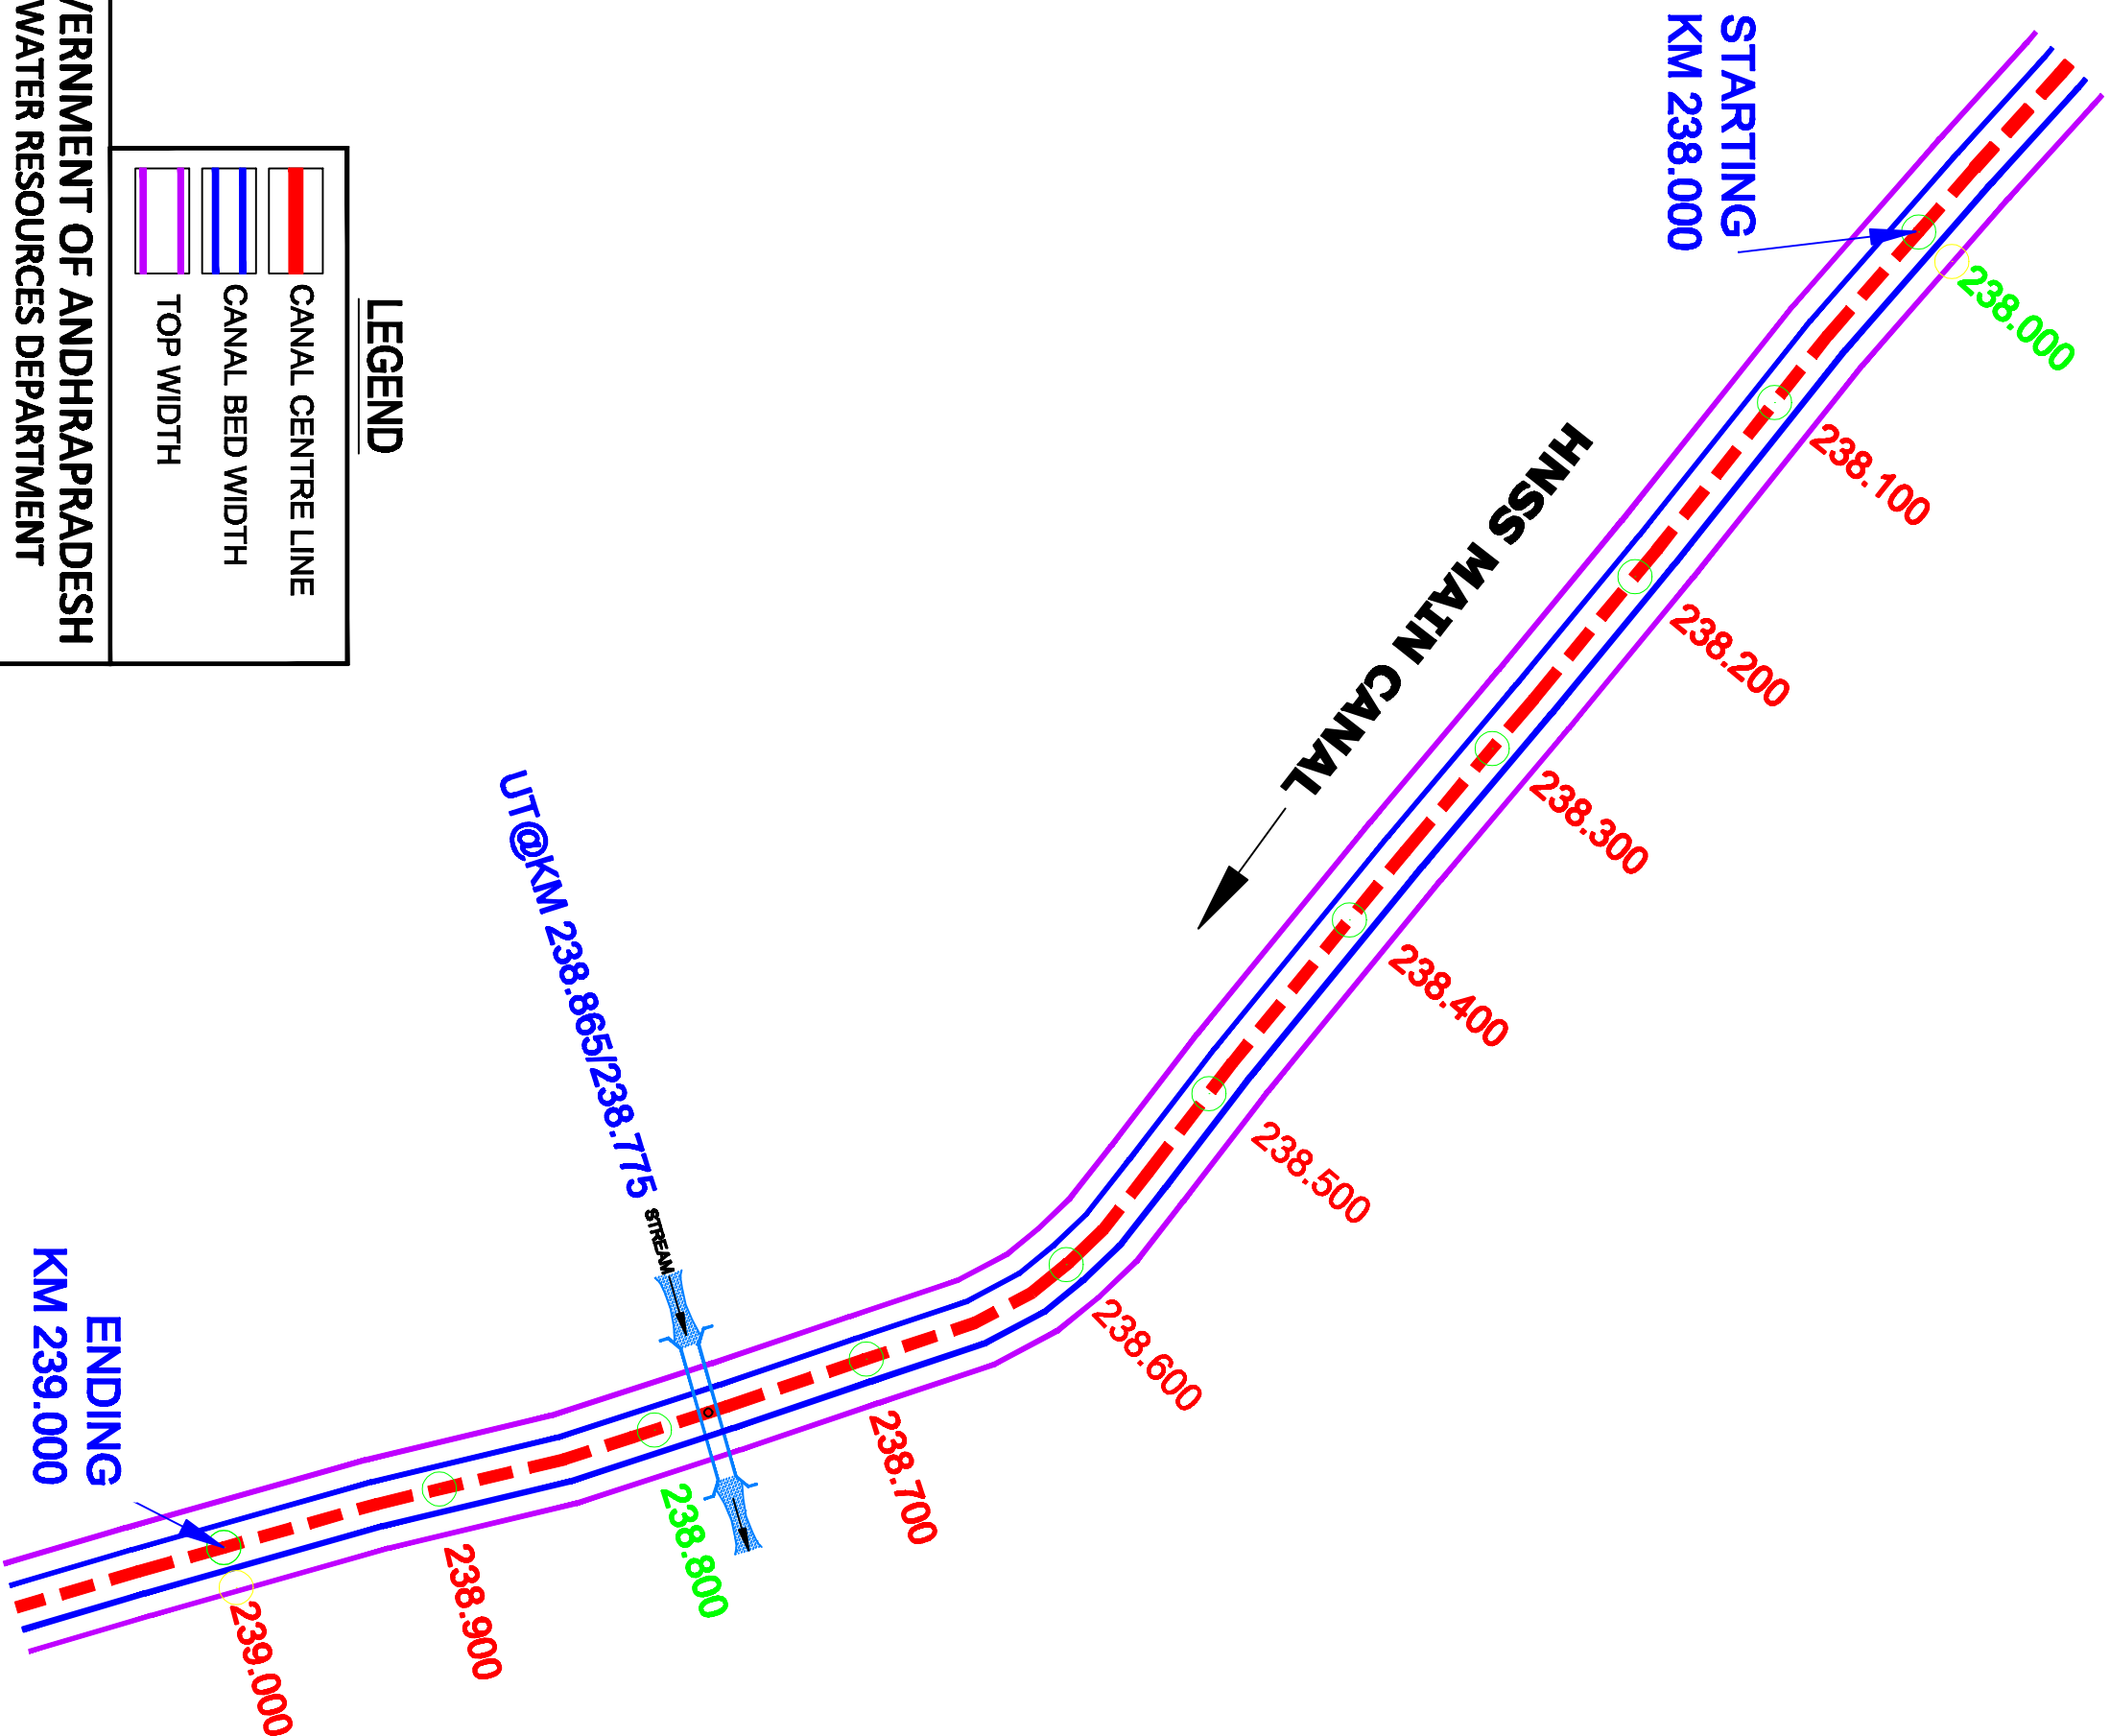 STARTING
KM 238.000
238.000
238.100
238.200
238.300
238.400
238.500
238.600
238.700
238.800
238.900
239.000
HNSS MAIN CANAL
UT@KM 238.865/238.775
STREAM
ENDING
KM 239.000
LEGEND
CANAL CENTRE LINE
CANAL BED WIDTH
TOP WIDTH
VERNMENT OF ANDHRAPRADESH
WATER RESOURCES DEPARTMENT